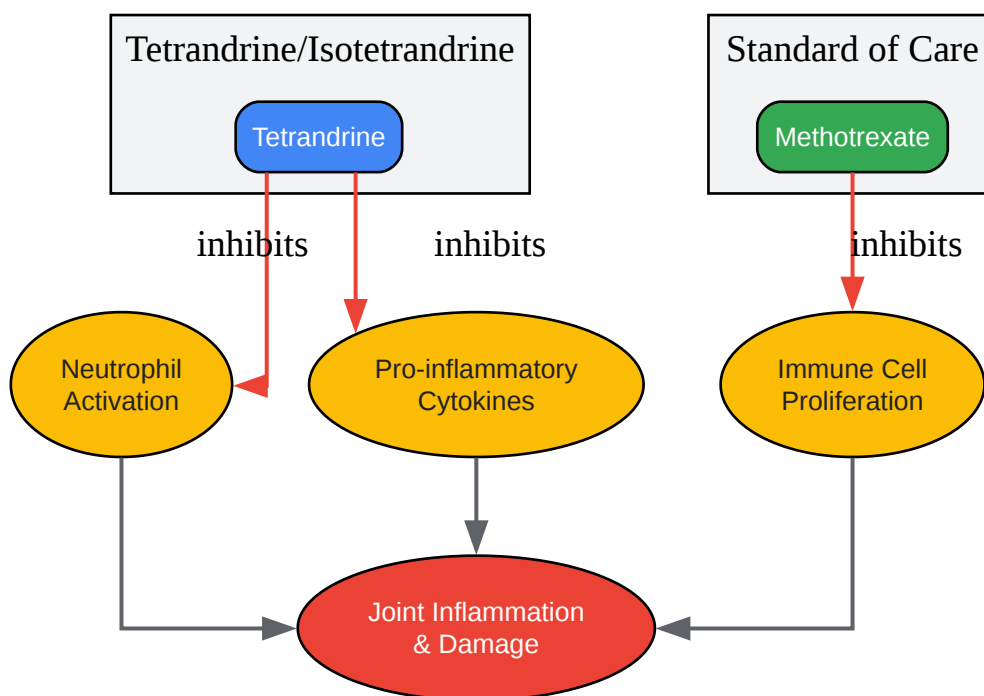 Tetrandrine/Isotetrandrine
Standard of Care
Tetrandrine
Methotrexate
inhibits
inhibits
inhibits
Neutrophil
Activation
Pro-inflammatory
Cytokines
Immune Cell
Proliferation
Joint Inflammation
& Damage